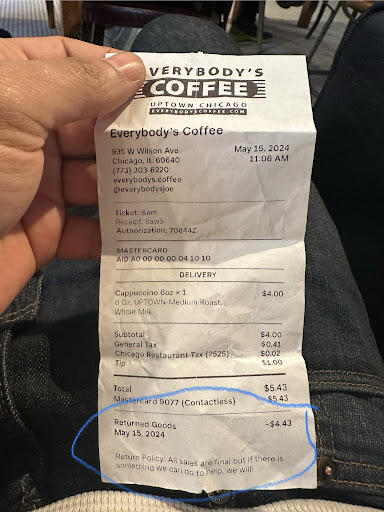 EVERYBODY'S
COFFEE
UPTOWN CHICAGO
EVERYBODYSCOFFEE.COM
Everybody's Coffee
935 W Wilson Ave
May 15, 2024
Chicago, IL 60640
11:06 AM
(773) 303-6220
everybodys.coffee
@everybodysjoe
Ticket: Sam
Receipt: 9aw9
Authorization: 70844Z
MASTERCARD
AID A0 00 00 00 04 10 10
DELIVERY
Cappuccino 6oz × 1 $4.00
6 Oz, UPTOWN-Medium Roast,
Whole Milk
Subtotal $4.00
General Tax $0.41
Chicago Restaurant Tax (7525) $0.02
Tip $1.00
Total $5.43
Mastercard 9077 (Contactless) $5.43
Returned Goods -$4.43
May 15, 2024
Return Policy: All sales are final but if there is
something we can do to help, we will!